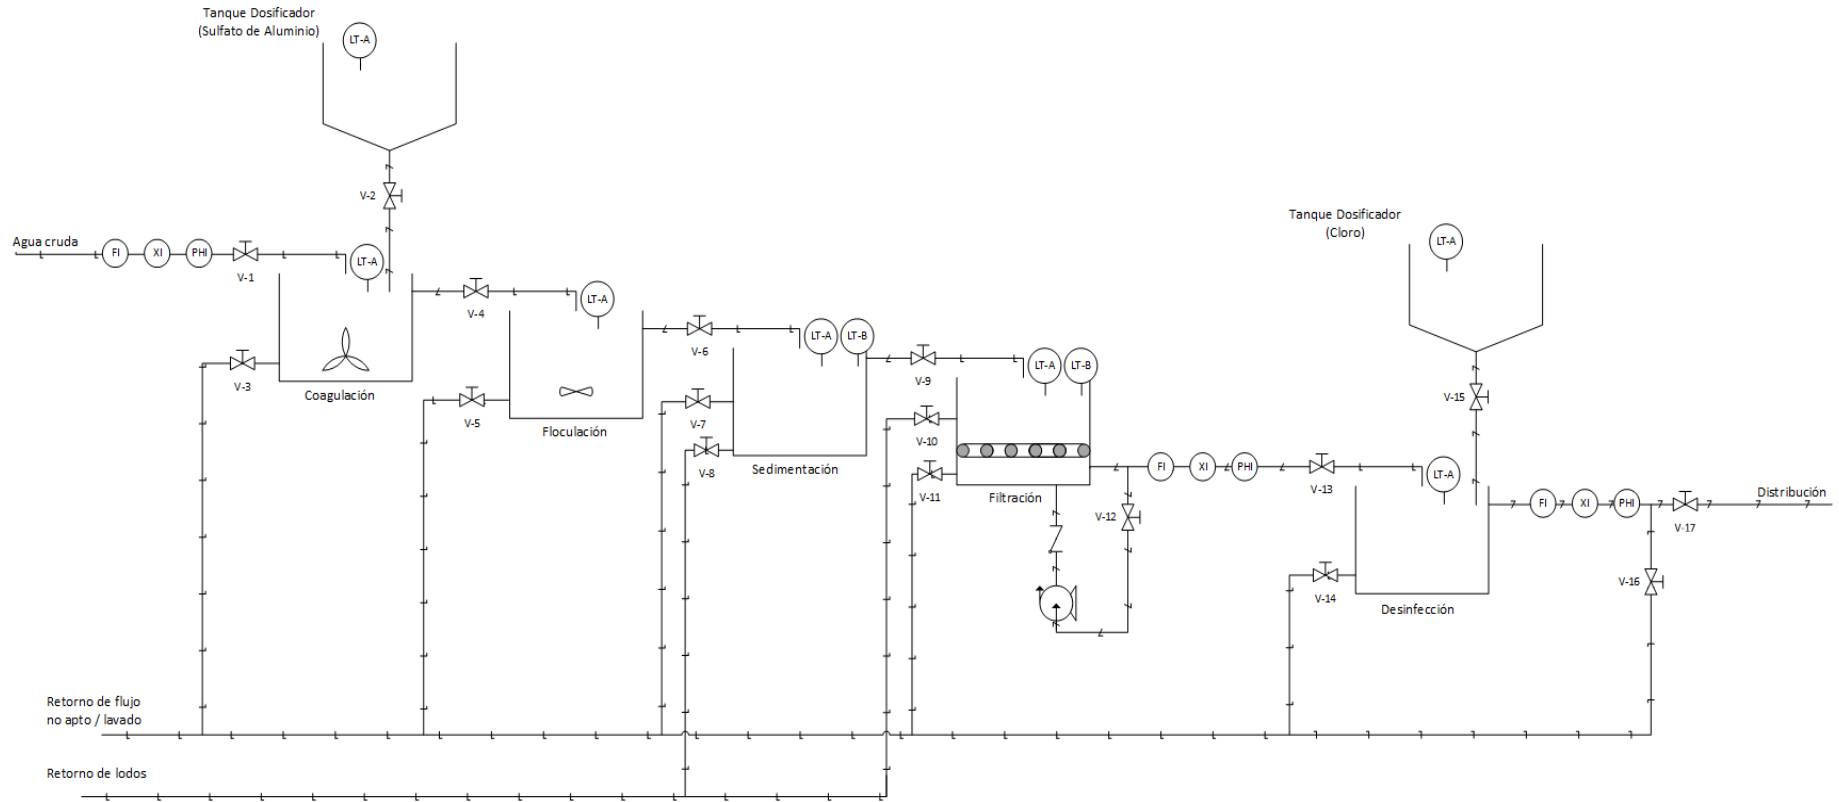 Tanque Dosificador
(Sulfato de Aluminio)
LT-A
V-2
Agua cruda
FI
XI
PHI
V-1
LT-A
V-3
Coagulación
V-4
LT-A
V-5
Floculación
V-6
LT-A
LT-B
V-7
V-8
Sedimentación
V-9
LT-A
LT-B
V-10
V-11
Filtración
V-12
FI
XI
PHI
V-13
Tanque Dosificador
(Cloro)
LT-A
V-15
LT-A
V-14
Desinfección
FI
XI
PHI
V-16
V-17
Distribución
Retorno de flujo
no apto / lavado
Retorno de lodos